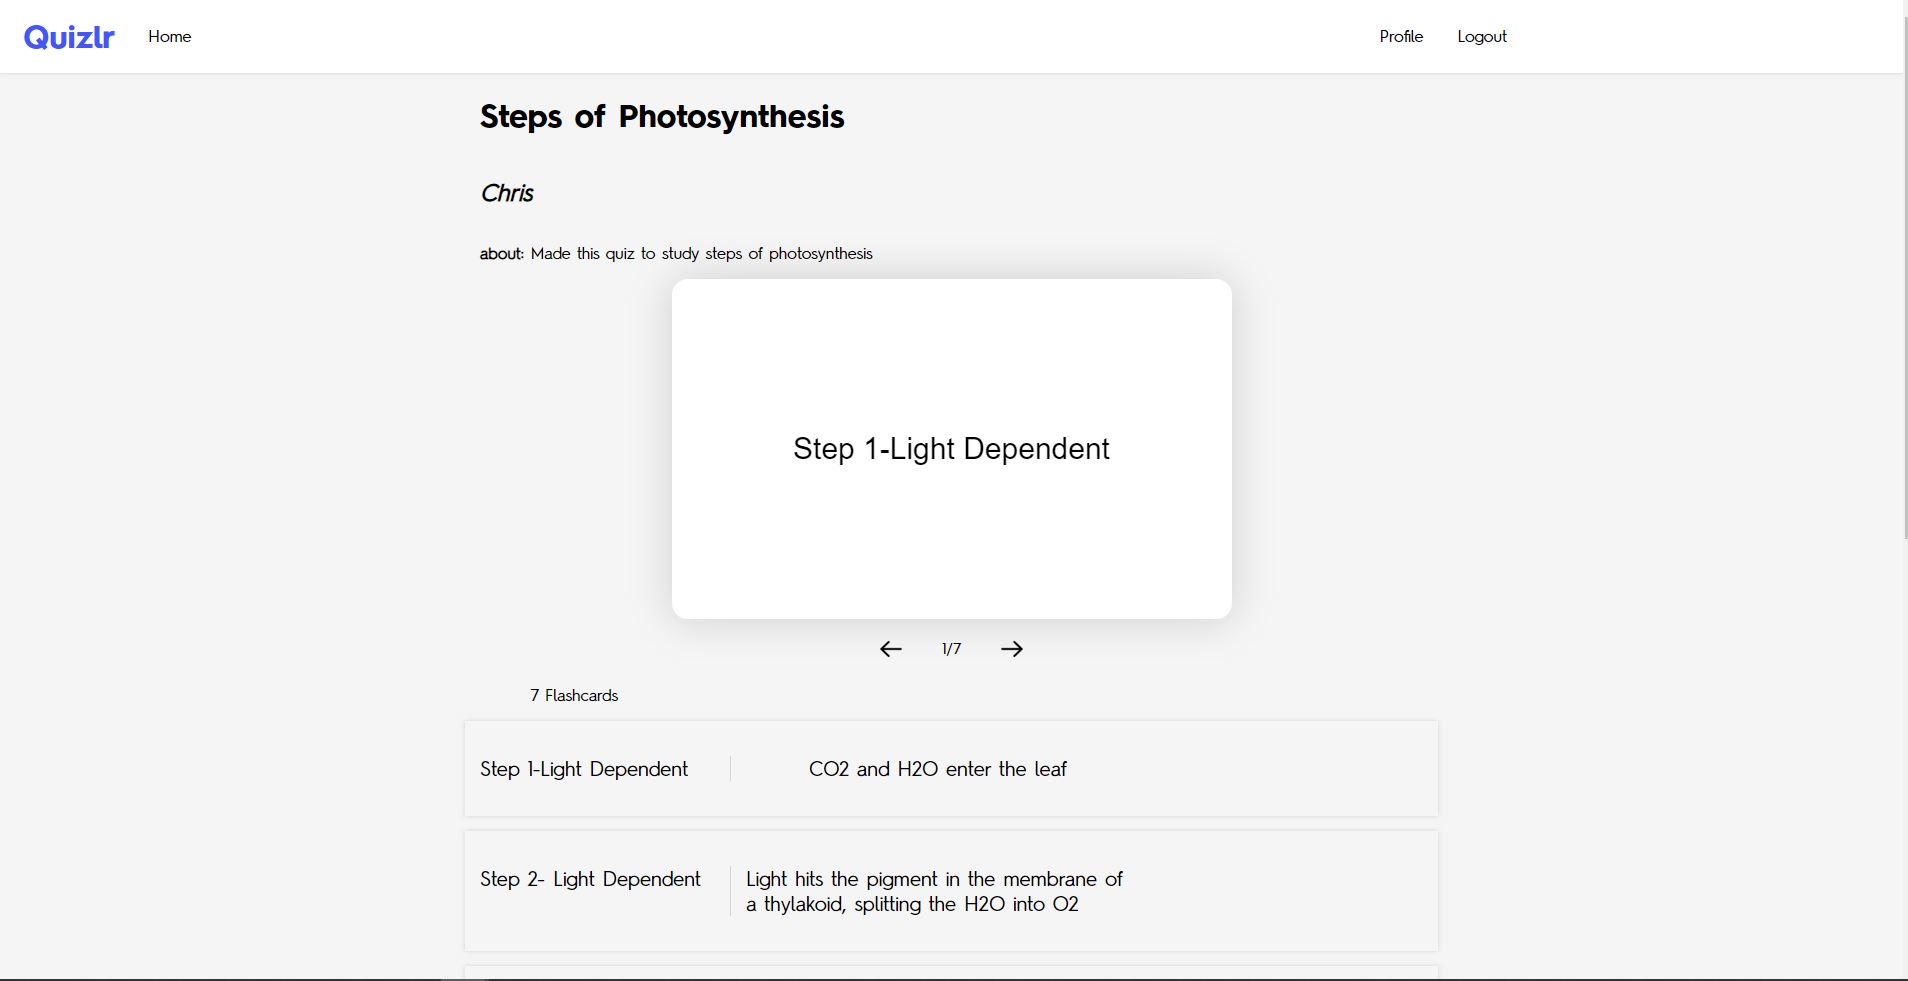 Quizlr Home Profile Logout
Steps of Photosynthesis
Chris
about: Made this quiz to study steps of photosynthesis
Step 1-Light Dependent
1/7
7 Flashcards
Step 1-Light Dependent
CO2 and H2O enter the leaf
Step 2- Light Dependent
Light hits the pigment in the membrane of
a thylakoid, splitting the H2O into O2